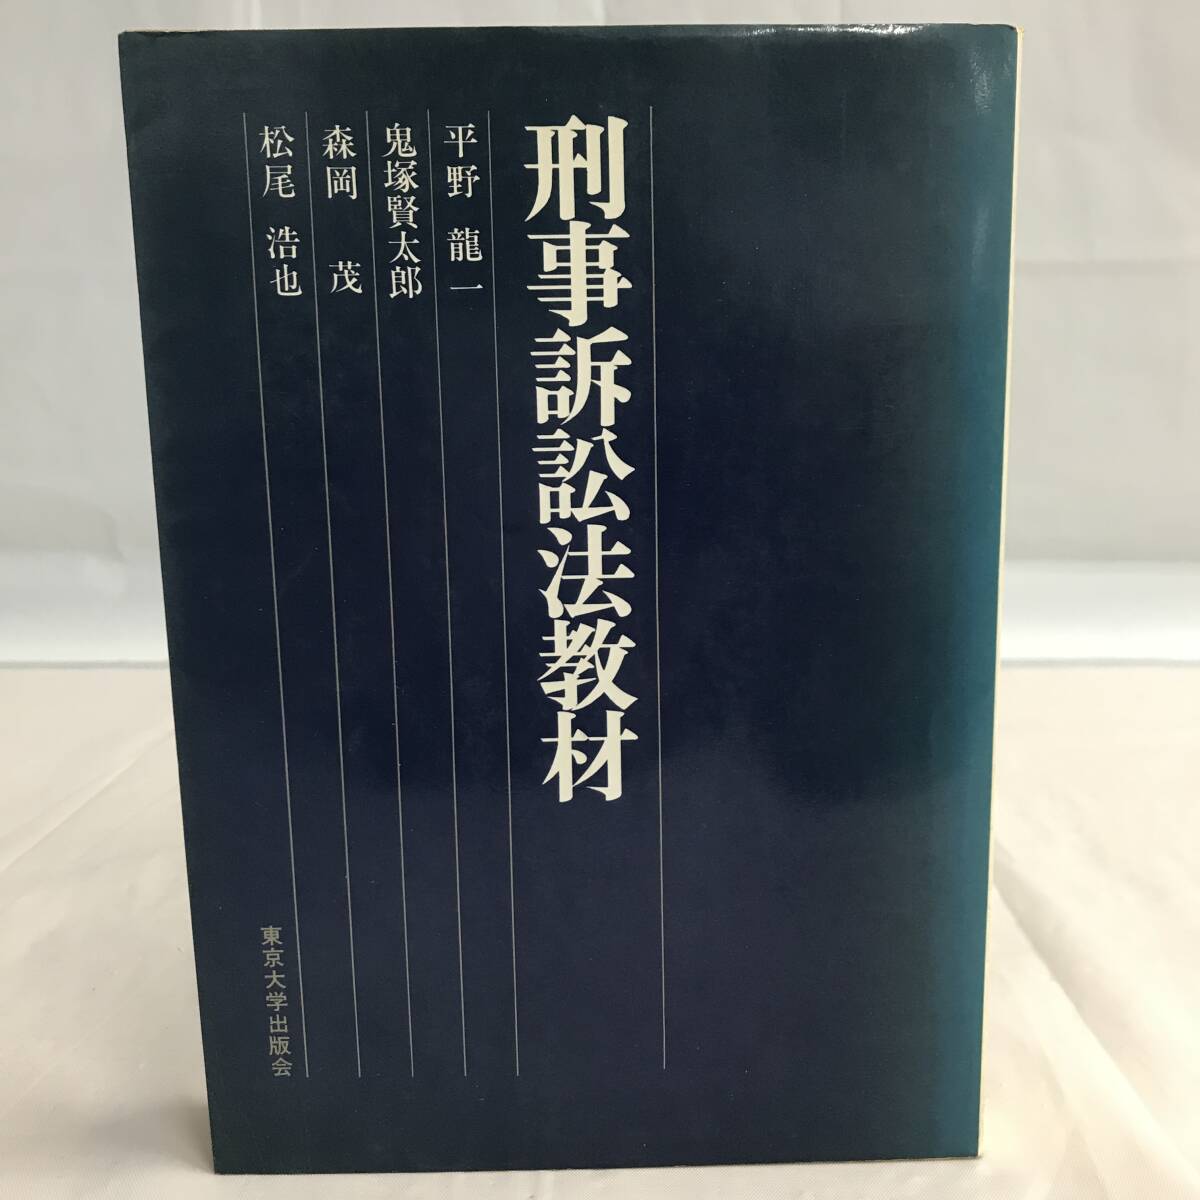 刑事訴訟法教材
平野 龍一
鬼塚賢太郎
森岡 茂
松尾 浩也
東京大学出版会